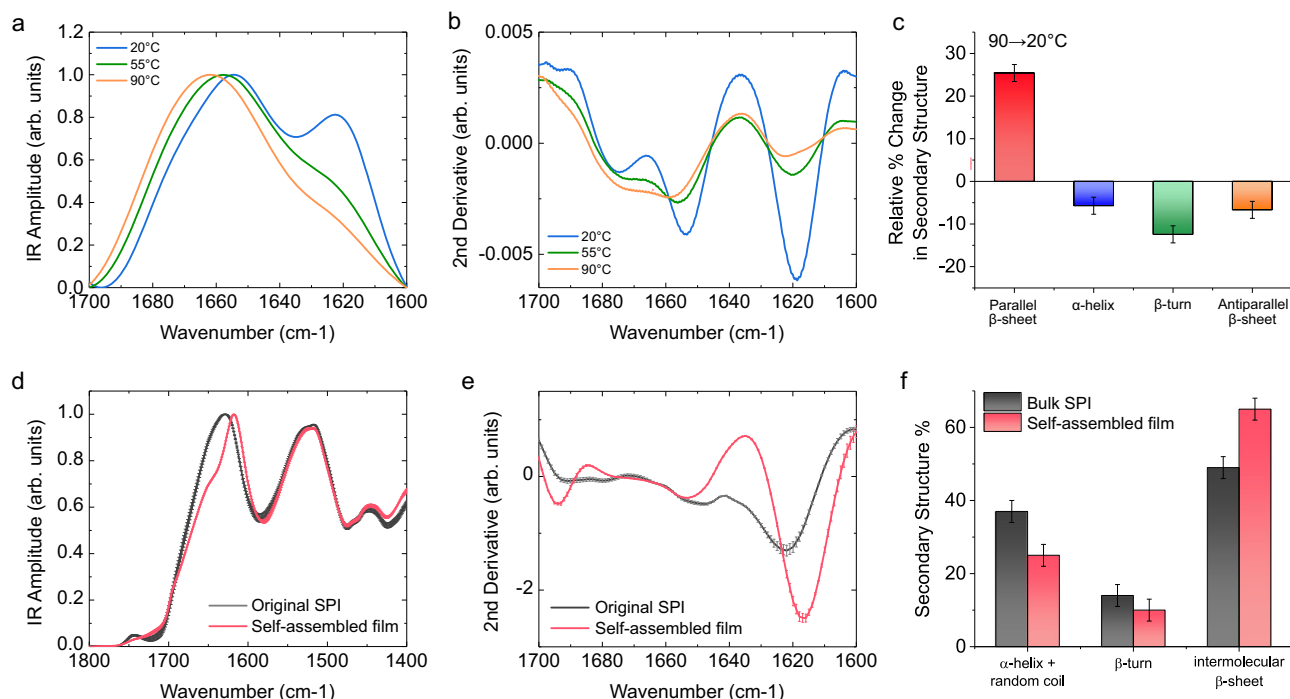 a
IR Amplitude (arb. units)
1.0
0.8
0.6
0.4
0.2
0.0
20°C
55°C
90°C
1700 1680 1660 1640 1620 1600
Wavenumber (cm-1)
b
2nd Derivative (arb. units)
0.005
0.000
-0.005
20°C
55°C
90°C
1700 1680 1660 1640 1620 1600
Wavenumber (cm-1)
c
Relative % Change
in Secondary Structure
90→20°C
30
20
10
0
-10
-20
Parallel
β-sheet
α-helix
β-turn
Antiparallel
β-sheet
d
IR Amplitude (arb. units)
1.0
0.8
0.6
0.4
0.2
0.0
Original SPI
Self-assembled film
1800 1700 1600 1500 1400
Wavenumber (cm-1)
e
2nd Derivative (arb. units)
0
-2
Original SPI
Self-assembled film
1700 1680 1660 1640 1620 1600
Wavenumber (cm-1)
f
Secondary Structure %
60
40
20
0
Bulk SPI
Self-assembled film
α-helix +
random coil
β-turn
intermolecular
β-sheet